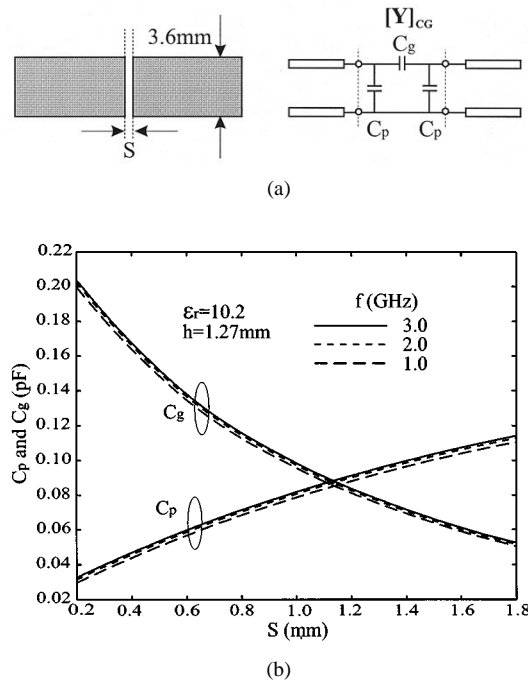 [Y]CG
3.6mm
Cg
Cp Cp
S
(a)
Cp and Cg (pF)
0.22
0.20
0.18
0.16
0.14
0.12
0.10
0.08
0.06
0.04
0.02
εr=10.2
h=1.27mm
f (GHz)
3.0
2.0
1.0
Cg
Cp
0.2 0.4 0.6 0.8 1.0 1.2 1.4 1.6 1.8
S (mm)
(b)